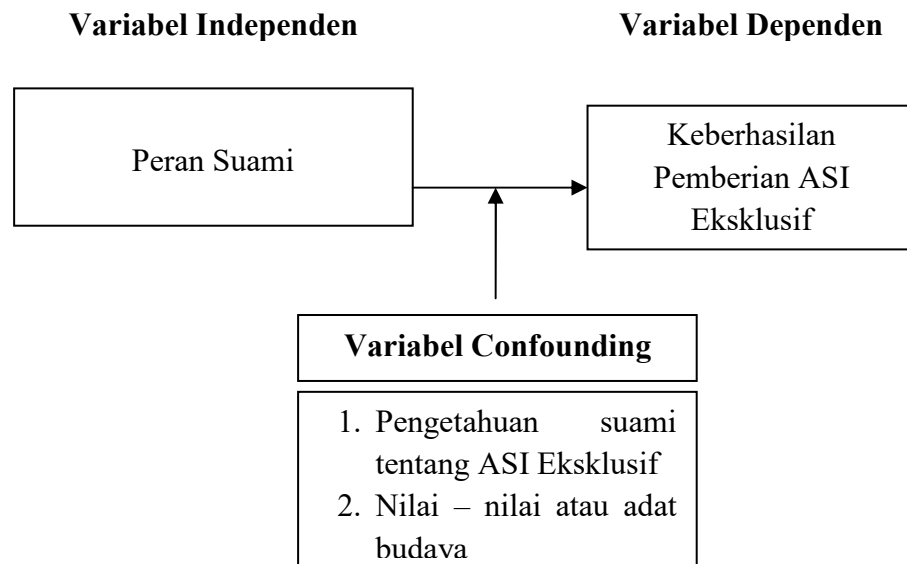 Variabel Independen
Variabel Dependen
Peran Suami
Keberhasilan
Pemberian ASI
Eksklusif
Variabel Confounding
1. Pengetahuan suami
tentang ASI Eksklusif
2. Nilai – nilai atau adat
budaya